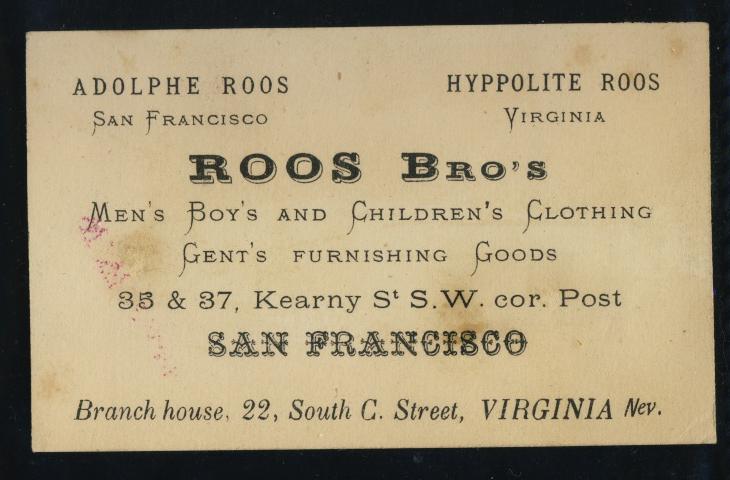 ADOLPHE ROOS HYPPOLITE ROOS
SAN FRANCISCO VIRGINIA
ROOS BRO'S
MEN'S BOY'S AND CHILDREN'S CLOTHING
GENT'S FURNISHING GOODS
35 & 37, Kearny St S.W. cor. Post
SAN FRANCISCO
Branch house, 22, South C. Street, VIRGINIA Nev.